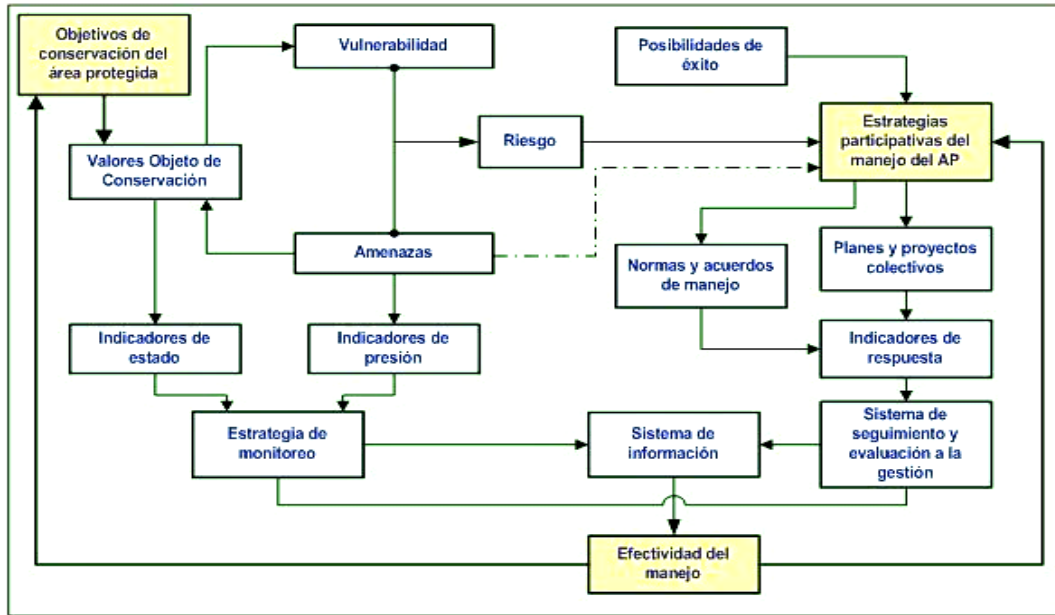 Objetivos de
conservación del
área protegida
Vulnerabilidad
Posibilidades de
éxito
Valores Objeto de
Conservación
Riesgo
Estrategias
participativas del
manejo del AP
Amenazas
Normas y acuerdos
de manejo
Planes y proyectos
colectivos
Indicadores de
estado
Indicadores de
presión
Indicadores de
respuesta
Estrategia de
monitoreo
Sistema de
información
Sistema de
seguimiento y
evaluación a la
gestión
Efectividad del
manejo